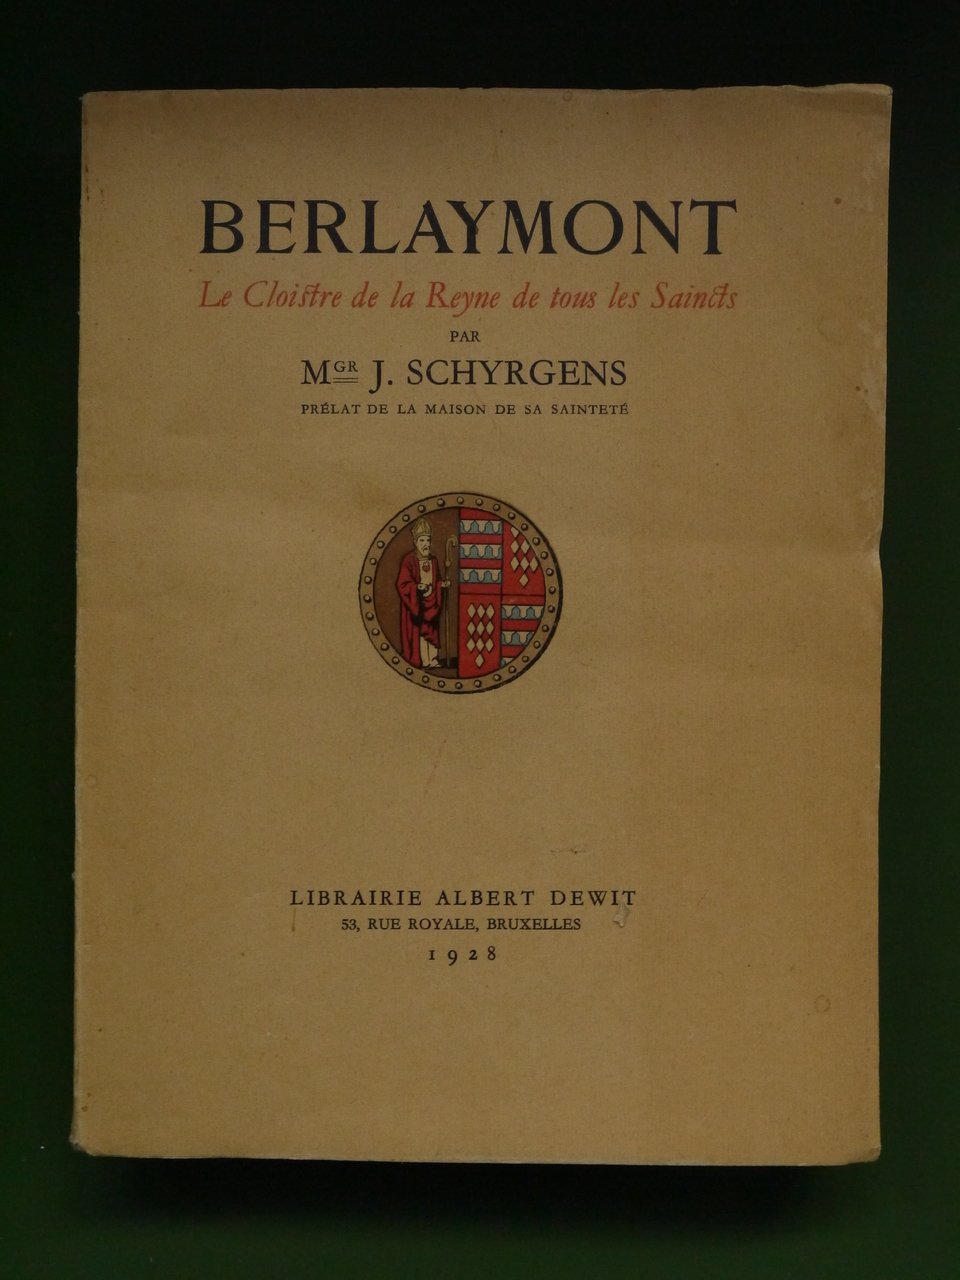 BERLAYMONT
Le Cloistre de la Reyne de tous les Saincts
PAR
MGR J. SCHYRGENS
PRÉLAT DE LA MAISON DE SA SAINTETÉ
LIBRAIRIE ALBERT DEWIT
53, RUE ROYALE, BRUXELLES
1928